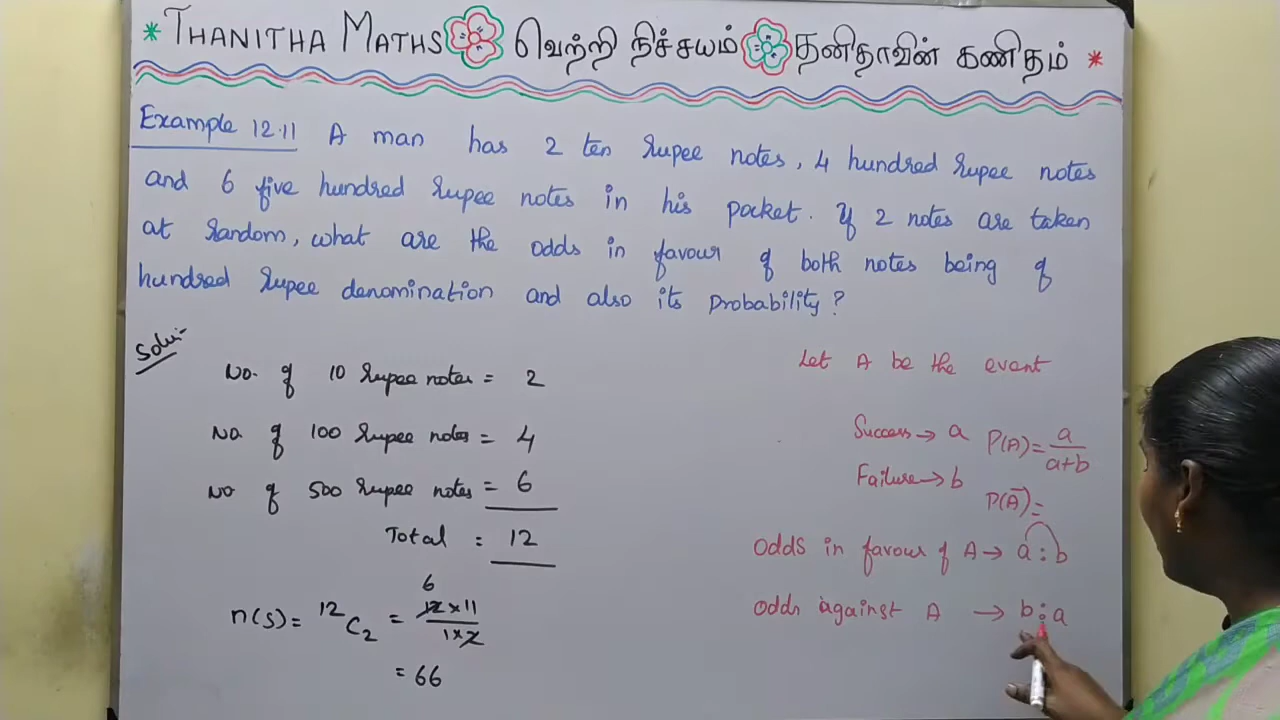 * THANITHA MATHS வெற்றி நிச்சயம் தனிதாவின் கணிதம் *
Example 12.11 A man has 2 ten rupee notes, 4 hundred rupee notes
and 6 five hundred rupee notes in his pocket. If 2 notes are taken
at random, what are the odds in favour of both notes being of
hundred rupee denomination and also its probability?
Solu:-
No. of 10 rupee notes = 2
No. of 100 rupee notes = 4
No of 500 rupee notes = 6
Total = 12
n(S) = 12C2 = 12 × 11 / 1 × 2
6
= 66
Let A be the event
Success → a P(A) = a / a+b
Failure → b
P(Ā) =
Odds in favour of A → a : b
Odds against A → b : a